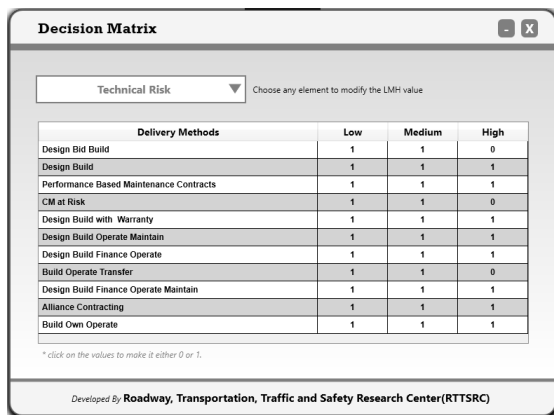 Decision Matrix
- X
Technical Risk Choose any element to modify the LMH value
Delivery Methods Low Medium High
Design Bid Build 1 1 0
Design Build 1 1 1
Performance Based Maintenance Contracts 1 1 1
CM at Risk 1 1 0
Design Build with Warranty 1 1 1
Design Build Operate Maintain 1 1 1
Design Build Finance Operate 1 1 1
Build Operate Transfer 1 1 0
Design Build Finance Operate Maintain 1 1 1
Alliance Contracting 1 1 1
Build Own Operate 1 1 1
* click on the values to make it either 0 or 1.
Developed By Roadway, Transportation, Traffic and Safety Research Center(RTTSRC)